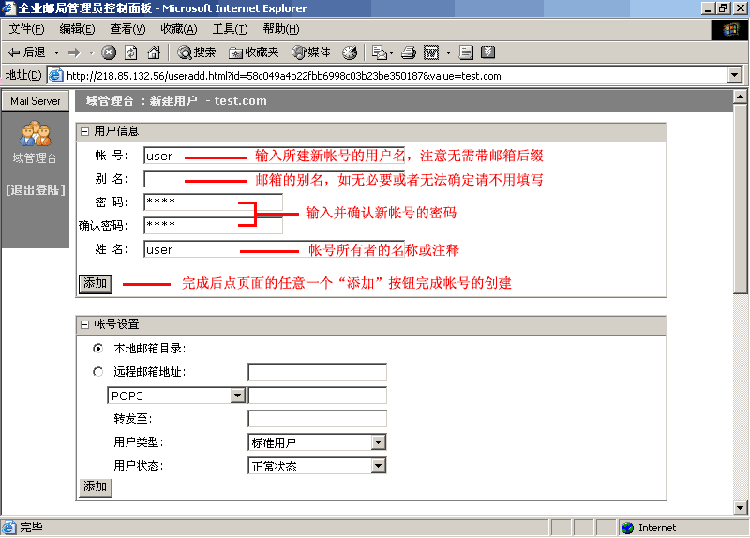 企业邮局管理员控制面板 - Microsoft Internet Explorer
文件(F) 编辑(E) 查看(V) 收藏(A) 工具(T) 帮助(H)
后退 搜索 收藏夹 媒体
地址(D) http://218.85.132.56/useradd.html?id=58c049a4b22fbb6998c03b23be350187&vaue=test.com
Mail Server 域管理台 : 新建用户 - test.com
域管理台
[退出登陆]
用户信息
帐 号: user 输入所建新帐号的用户名，注意无需带邮箱后缀
别 名: 邮箱的别名，如无必要或者无法确定请不用填写
密 码: ****
输入并确认新帐号的密码
确认密码: ****
姓 名: user 帐号所有者的名称或注释
添加 完成后点页面的任意一个“添加”按钮完成帐号的创建
帐号设置
本地邮箱目录:
远程邮箱地址:
POP3
转发至:
用户类型: 标准用户
用户状态: 正常状态
添加
完毕 Internet